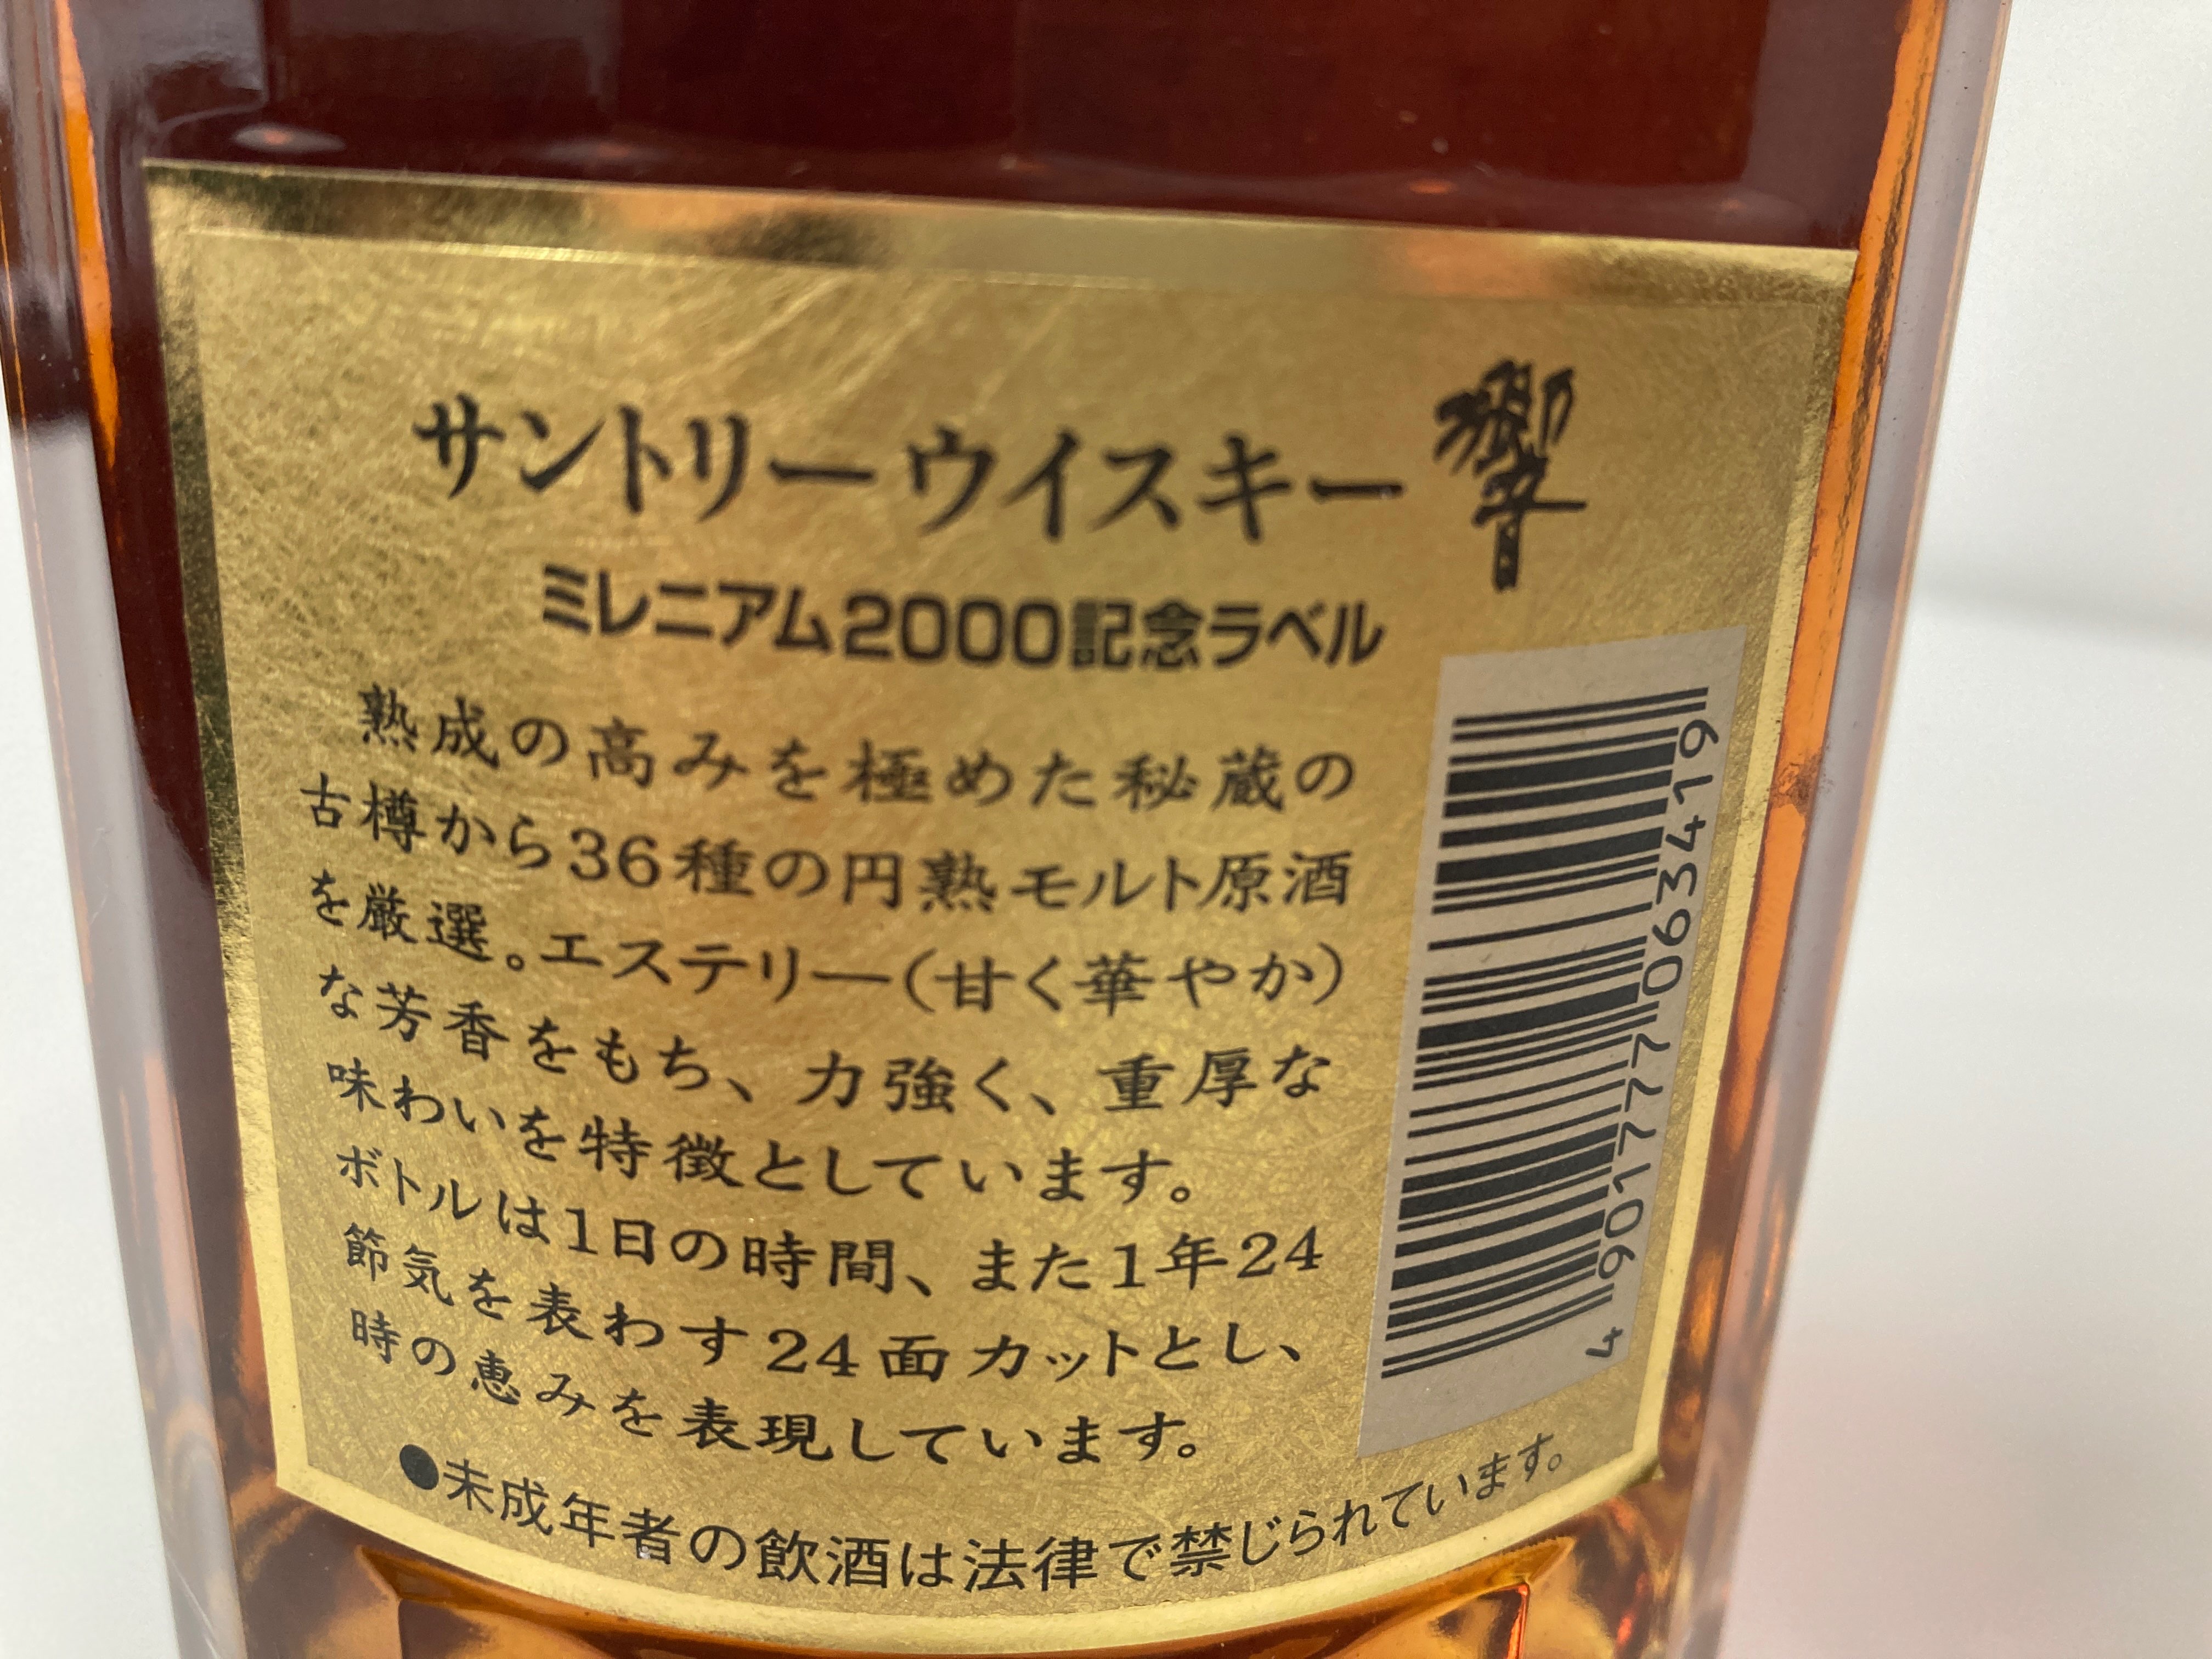 サントリーウイスキー 響
ミレニアム2000記念ラベル
熟成の高みを極めた秘蔵の
古樽から36種の円熟モルト原酒
を厳選。エステリー(甘く華やか)
な芳香をもち、力強く、重厚な
味わいを特徴としています。
ボトルは1日の時間、また1年24
節気を表わす24面カットとし、
時の恵みを表現しています。
●未成年者の飲酒は法律で禁じられています。
4 901777 063419